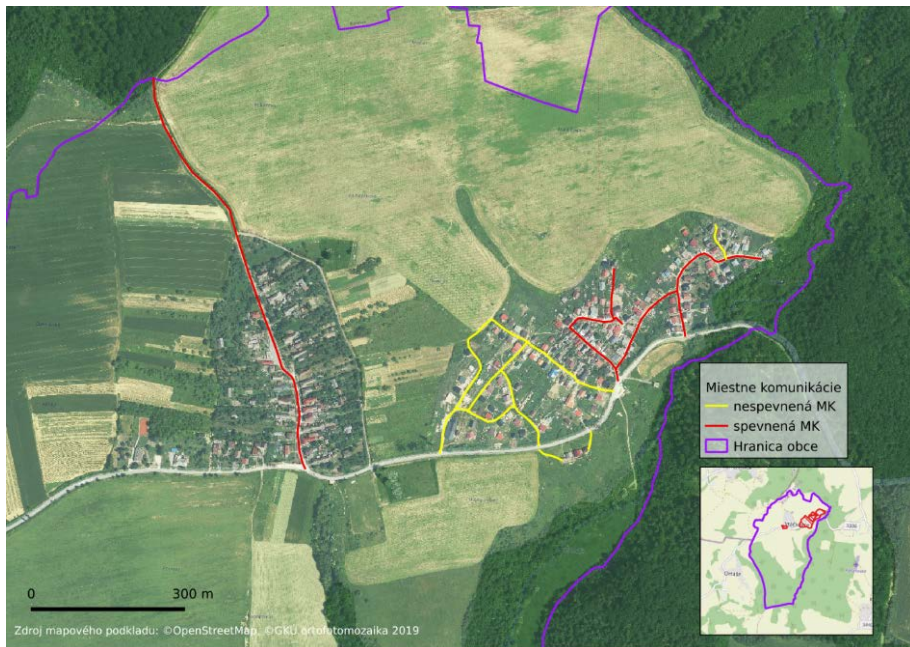 Miestne komunikácie
nespevnená MK
spevnená MK
Hranica obce
0
300 m
Zdroj mapového podkladu: ©OpenStreetMap, ©GKÚ ortofotomozaika 2019